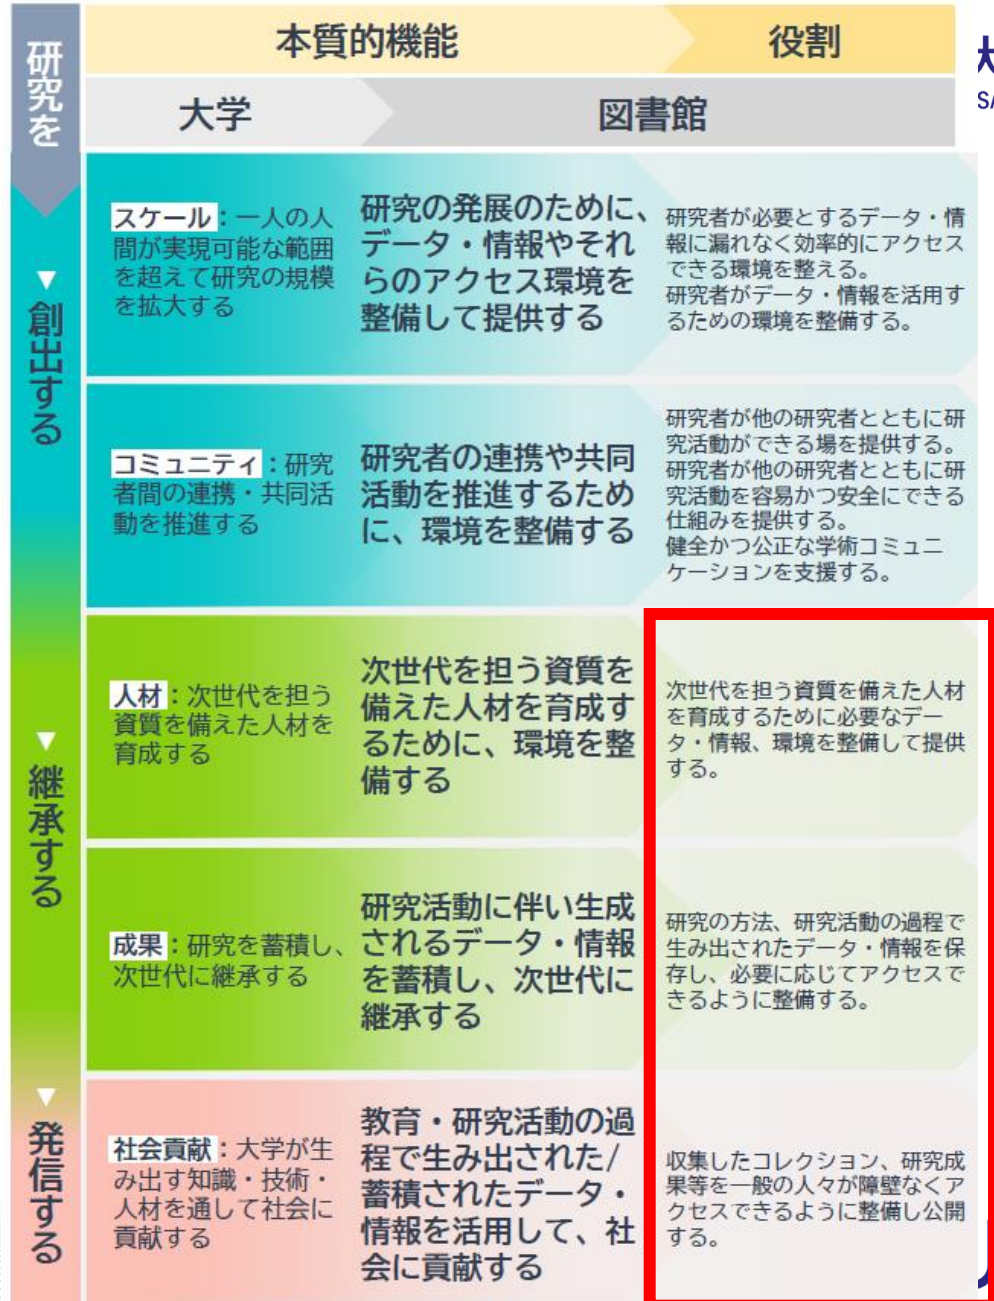 研究を
本質的機能
役割
大学
図書館
創出する
スケール：一人の人
間が実現可能な範囲
を超えて研究の規模
を拡大する
研究の発展のために、
データ・情報やそれ
らのアクセス環境を
整備して提供する
研究者が必要とするデータ・情
報に漏れなく効率的にアクセス
できる環境を整える。
研究者がデータ・情報を活用す
るための環境を整備する。
コミュニティ：研究
者間の連携・共同活
動を推進する
研究者の連携や共同
活動を推進するため
に、環境を整備する
研究者が他の研究者とともに研
究活動ができる場を提供する。
研究者が他の研究者とともに研
究活動を容易かつ安全にできる
仕組みを提供する。
健全かつ公正な学術コミュニ
ケーションを支援する。
継承する
人材：次世代を担う
資質を備えた人材を
育成する
次世代を担う資質を
備えた人材を育成す
るために、環境を整
備する
次世代を担う資質を備えた人材
を育成するために必要なデー
タ・情報、環境を整備して提供
する。
成果：研究を蓄積し、
次世代に継承する
研究活動に伴い生成
されるデータ・情報
を蓄積し、次世代に
継承する
研究の方法、研究活動の過程で
生み出されたデータ・情報を保
存し、必要に応じてアクセスで
きるように整備する。
発信する
社会貢献：大学が生
み出す知識・技術・
人材を通して社会に
貢献する
教育・研究活動の過
程で生み出された/
蓄積されたデータ・
情報を活用して、社
会に貢献する
収集したコレクション、研究成
果等を一般の人々が障壁なくア
クセスできるように整備し公開
する。